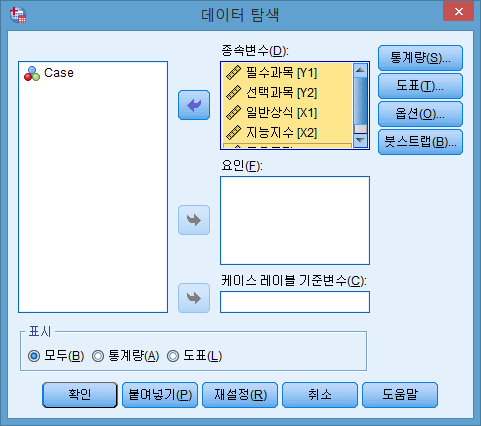 데이터 탐색
Case
종속변수(D):
필수과목 [Y1]
선택과목 [Y2]
일반상식 [X1]
지능지수 [X2]
통계량(S)...
도표(T)...
옵션(O)...
붓스트랩(B)...
요인(F):
케이스 레이블 기준변수(C):
표시
모두(B) 통계량(A) 도표(L)
확인 붙여넣기(P) 재설정(R) 취소 도움말